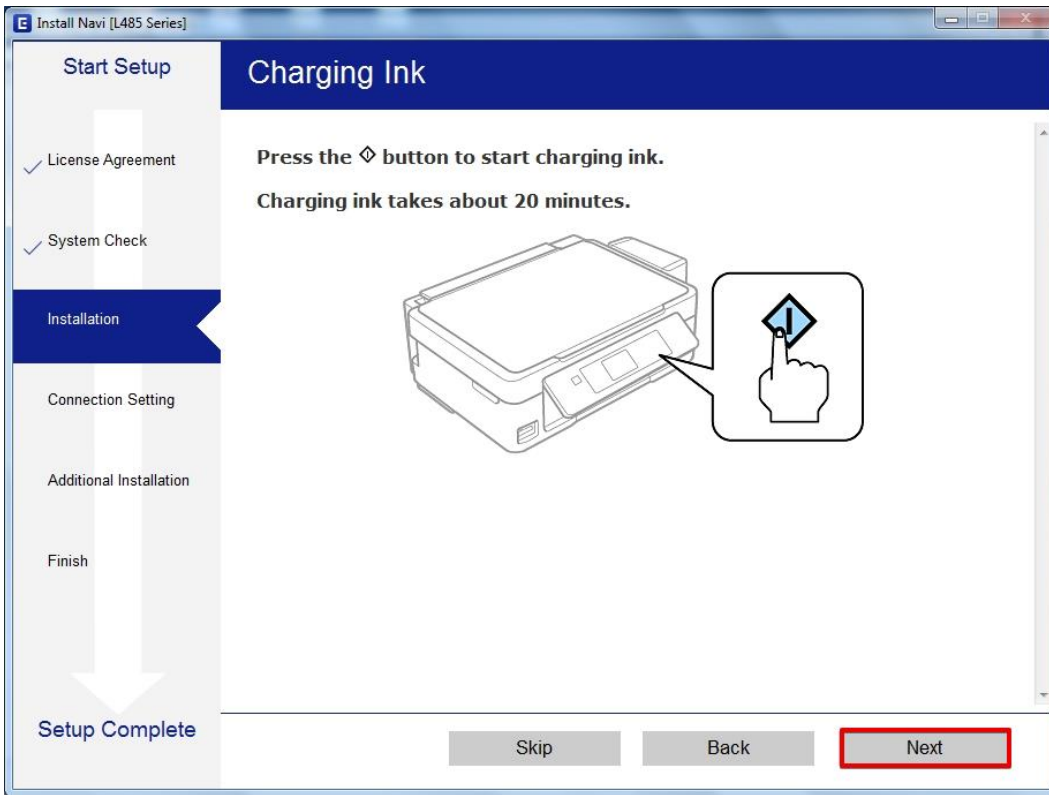 E Install Navi [L485 Series]
Start Setup
License Agreement
System Check
Installation
Connection Setting
Additional Installation
Finish
Setup Complete
Charging Ink
Press the ⟐ button to start charging ink.
Charging ink takes about 20 minutes.
Skip
Back
Next